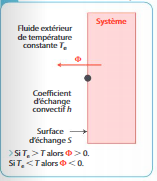 Système
Fluide extérieur
de température
constante Te
Φ
Coefficient
d'échange
convectif h
Surface
d'échange S
> Si Te > T alors Φ > 0.
Si Te < T alors Φ < 0.